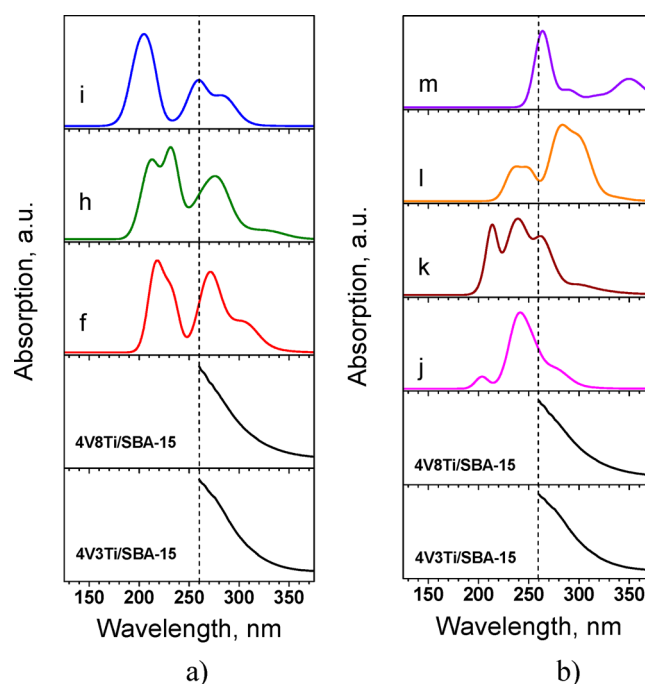 Absorption, a.u.
i
h
f
4V8Ti/SBA-15
4V3Ti/SBA-15
150 200 250 300 350
Wavelength, nm
a)
Absorption, a.u.
m
l
k
j
4V8Ti/SBA-15
4V3Ti/SBA-15
150 200 250 300 350
Wavelength, nm
b)